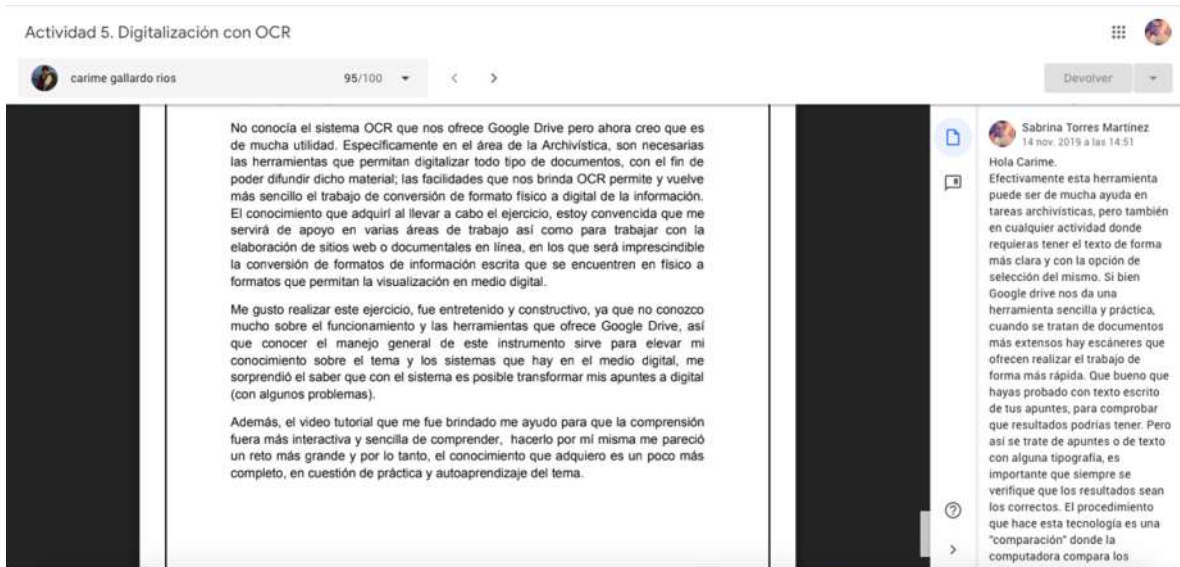 Actividad 5. Digitalización con OCR
carime gallardo rios
95/100
Devolver
No conocía el sistema OCR que nos ofrece Google Drive pero ahora creo que es
de mucha utilidad. Específicamente en el área de la Archivística, son necesarias
las herramientas que permitan digitalizar todo tipo de documentos, con el fin de
poder difundir dicho material; las facilidades que nos brinda OCR permite y vuelve
más sencillo el trabajo de conversión de formato físico a digital de la información.
El conocimiento que adquirí al llevar a cabo el ejercicio, estoy convencida que me
servirá de apoyo en varias áreas de trabajo así como para trabajar con la
elaboración de sitios web o documentales en línea, en los que será imprescindible
la conversión de formatos de información escrita que se encuentren en físico a
formatos que permitan la visualización en medio digital.
Me gusto realizar este ejercicio, fue entretenido y constructivo, ya que no conozco
mucho sobre el funcionamiento y las herramientas que ofrece Google Drive, así
que conocer el manejo general de este instrumento sirve para elevar mi
conocimiento sobre el tema y los sistemas que hay en el medio digital, me
sorprendió el saber que con el sistema es posible transformar mis apuntes a digital
(con algunos problemas).
Además, el video tutorial que me fue brindado me ayudo para que la comprensión
fuera más interactiva y sencilla de comprender, hacerlo por mí misma me pareció
un reto más grande y por lo tanto, el conocimiento que adquiero es un poco más
completo, en cuestión de práctica y autoaprendizaje del tema.
Sabrina Torres Martínez
14 nov. 2019 a las 14:51
Hola Carime.
Efectivamente esta herramienta
puede ser de mucha ayuda en
tareas archivísticas, pero también
en cualquier actividad donde
requieras tener el texto de forma
más clara y con la opción de
selección del mismo. Si bien
Google drive nos da una
herramienta sencilla y práctica,
cuando se tratan de documentos
más extensos hay escáneres que
ofrecen realizar el trabajo de
forma más rápida. Que bueno que
hayas probado con texto escrito
de tus apuntes, para comprobar
que resultados podrías tener. Pero
así se trate de apuntes o de texto
con alguna tipografía, es
importante que siempre se
verifique que los resultados sean
los correctos. El procedimiento
que hace esta tecnología es una
"comparación" donde la
computadora compara los